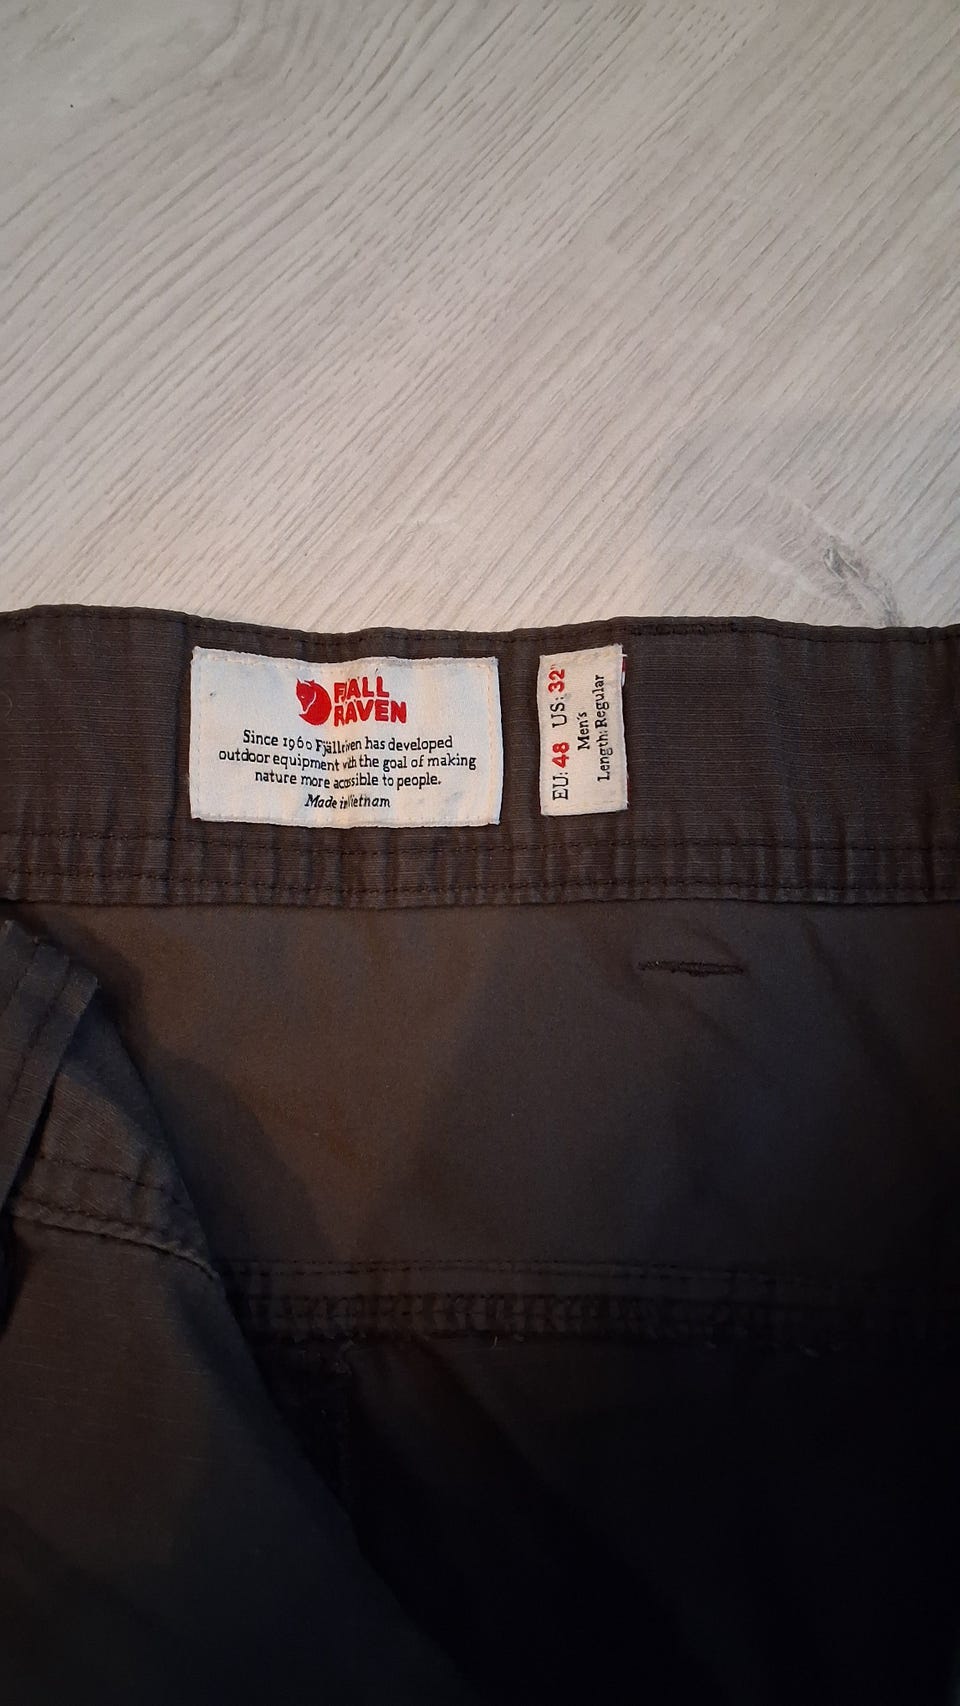 FJÄLL
RÄVEN
Since 1960 Fjällräven has developed
outdoor equipment with the goal of making
nature more accessible to people.
Made in Vietnam
EU: 48 US: 32"
Men's
Length: Regular